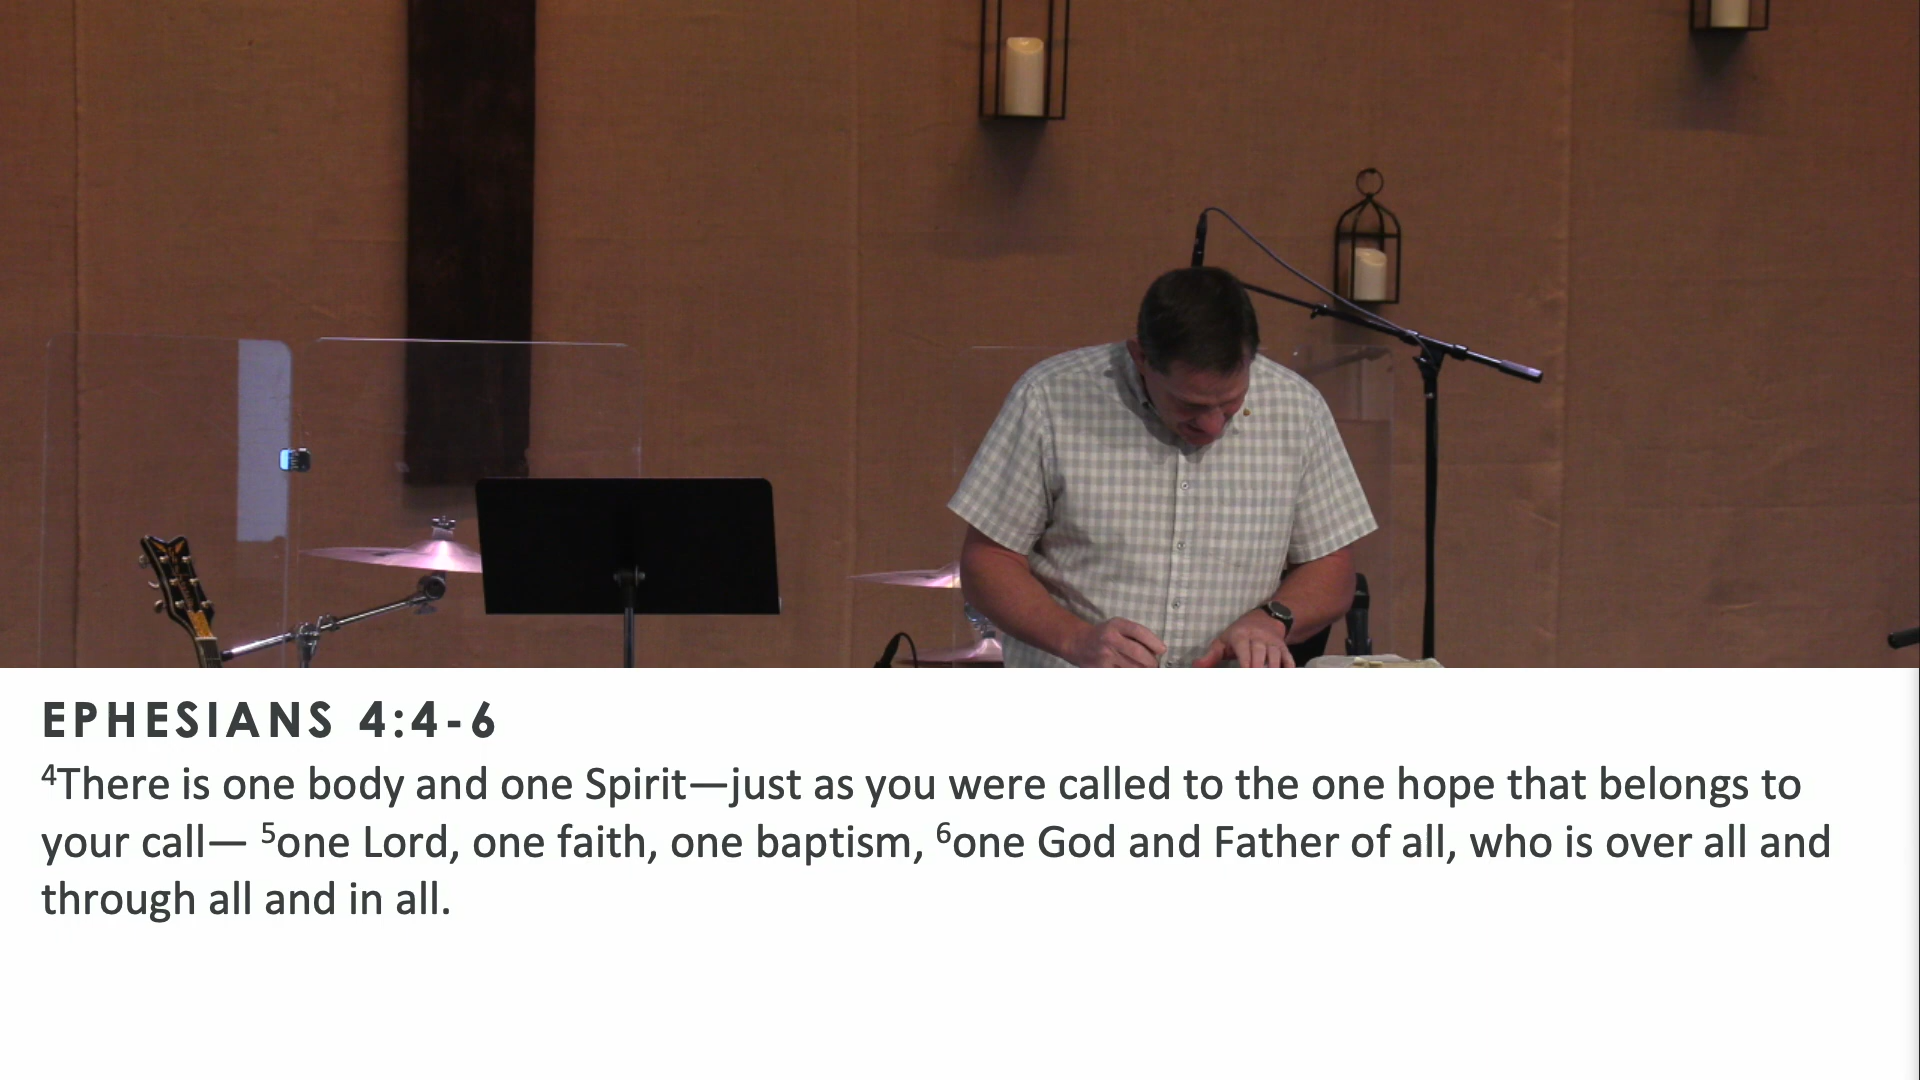 EPHESIANS 4:4-6
⁴There is one body and one Spirit—just as you were called to the one hope that belongs to
your call— ⁵one Lord, one faith, one baptism, ⁶one God and Father of all, who is over all and
through all and in all.